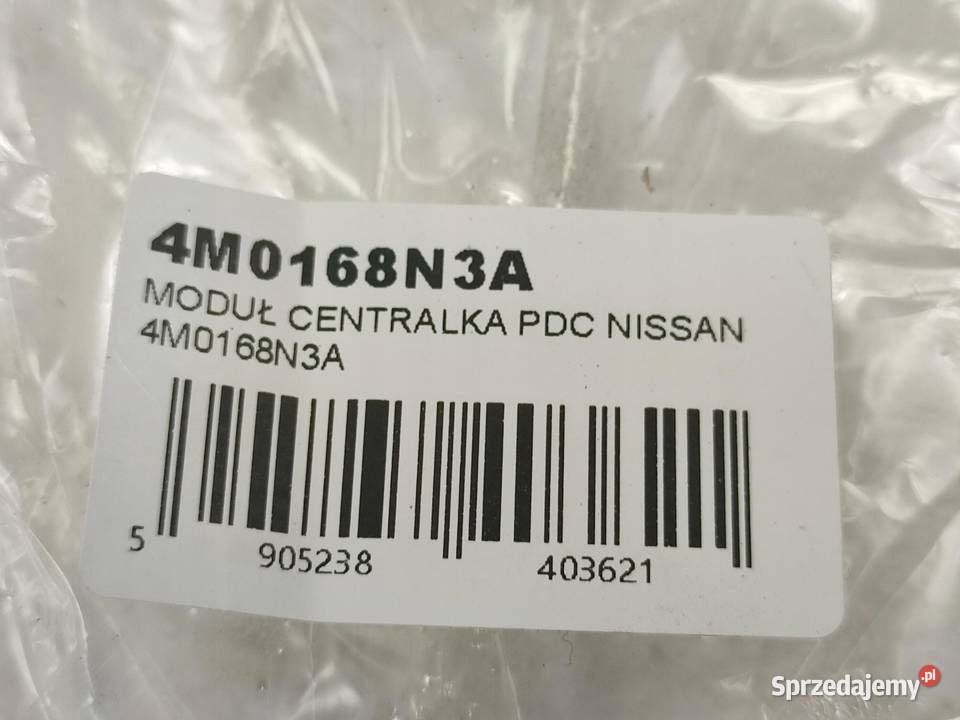 4M0168N3A
MODUŁ CENTRALKA PDC NISSAN
4M0168N3A
5 905238 403621
Sprzedajemy.pl